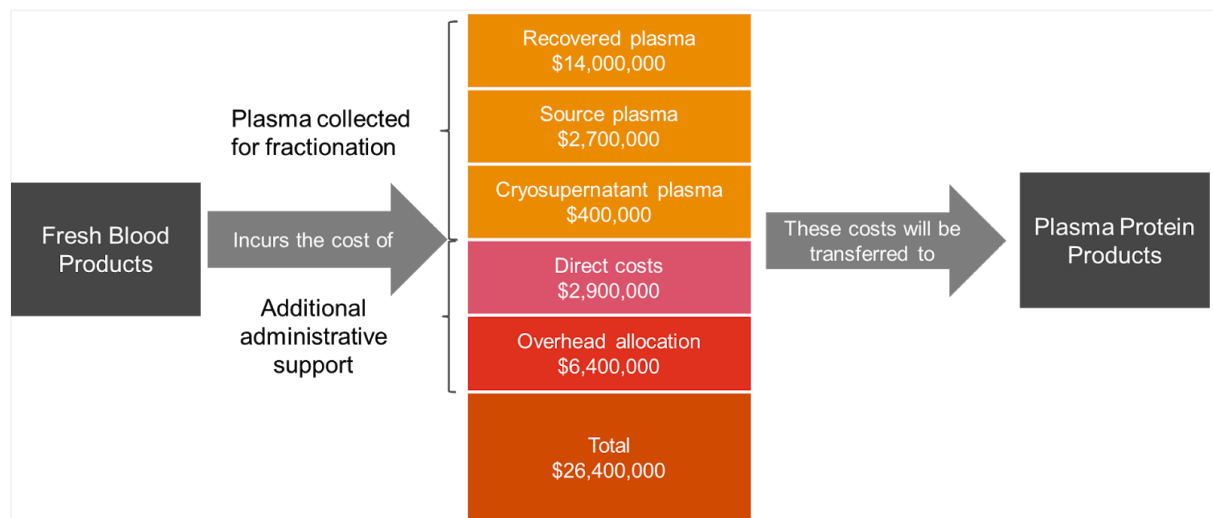 Fresh Blood
Products
Plasma collected
for fractionation
Incurs the cost of
Additional
administrative
support
Recovered plasma
$14,000,000
Source plasma
$2,700,000
Cryosupernatant plasma
$400,000
Direct costs
$2,900,000
Overhead allocation
$6,400,000
Total
$26,400,000
These costs will be
transferred to
Plasma Protein
Products